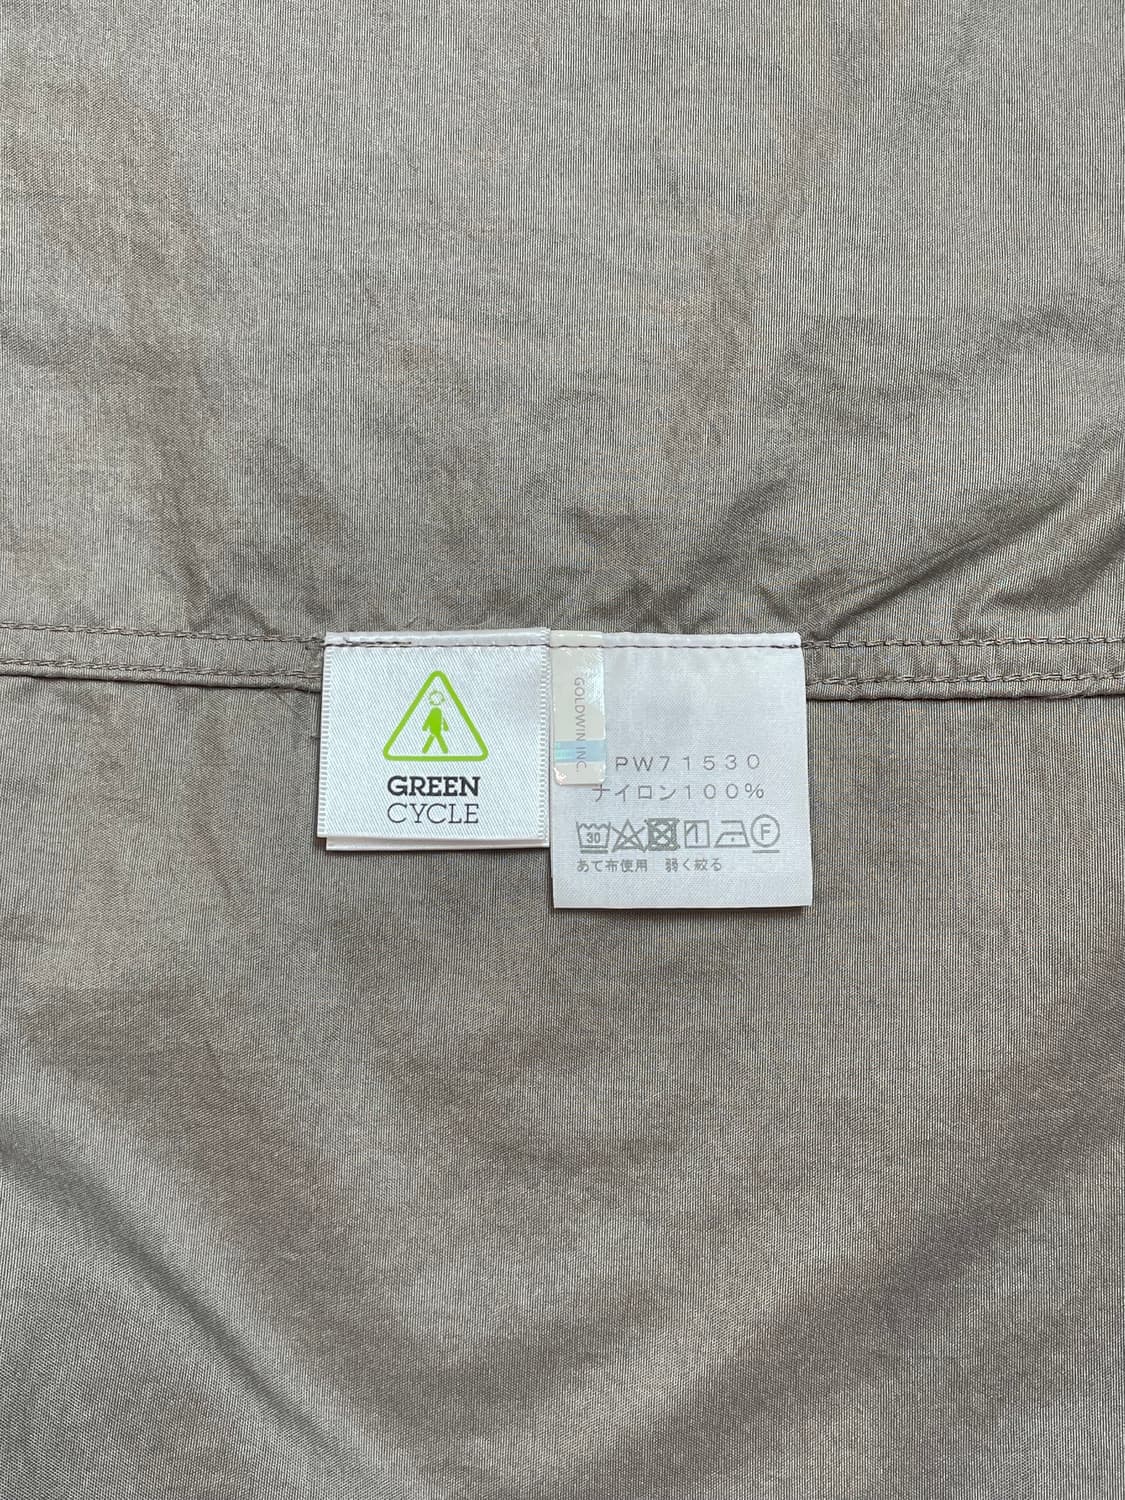 GREEN
CYCLE
GOLDWIN INC.
PW71530
ナイロン100%
30
F
あて布使用 弱く絞る